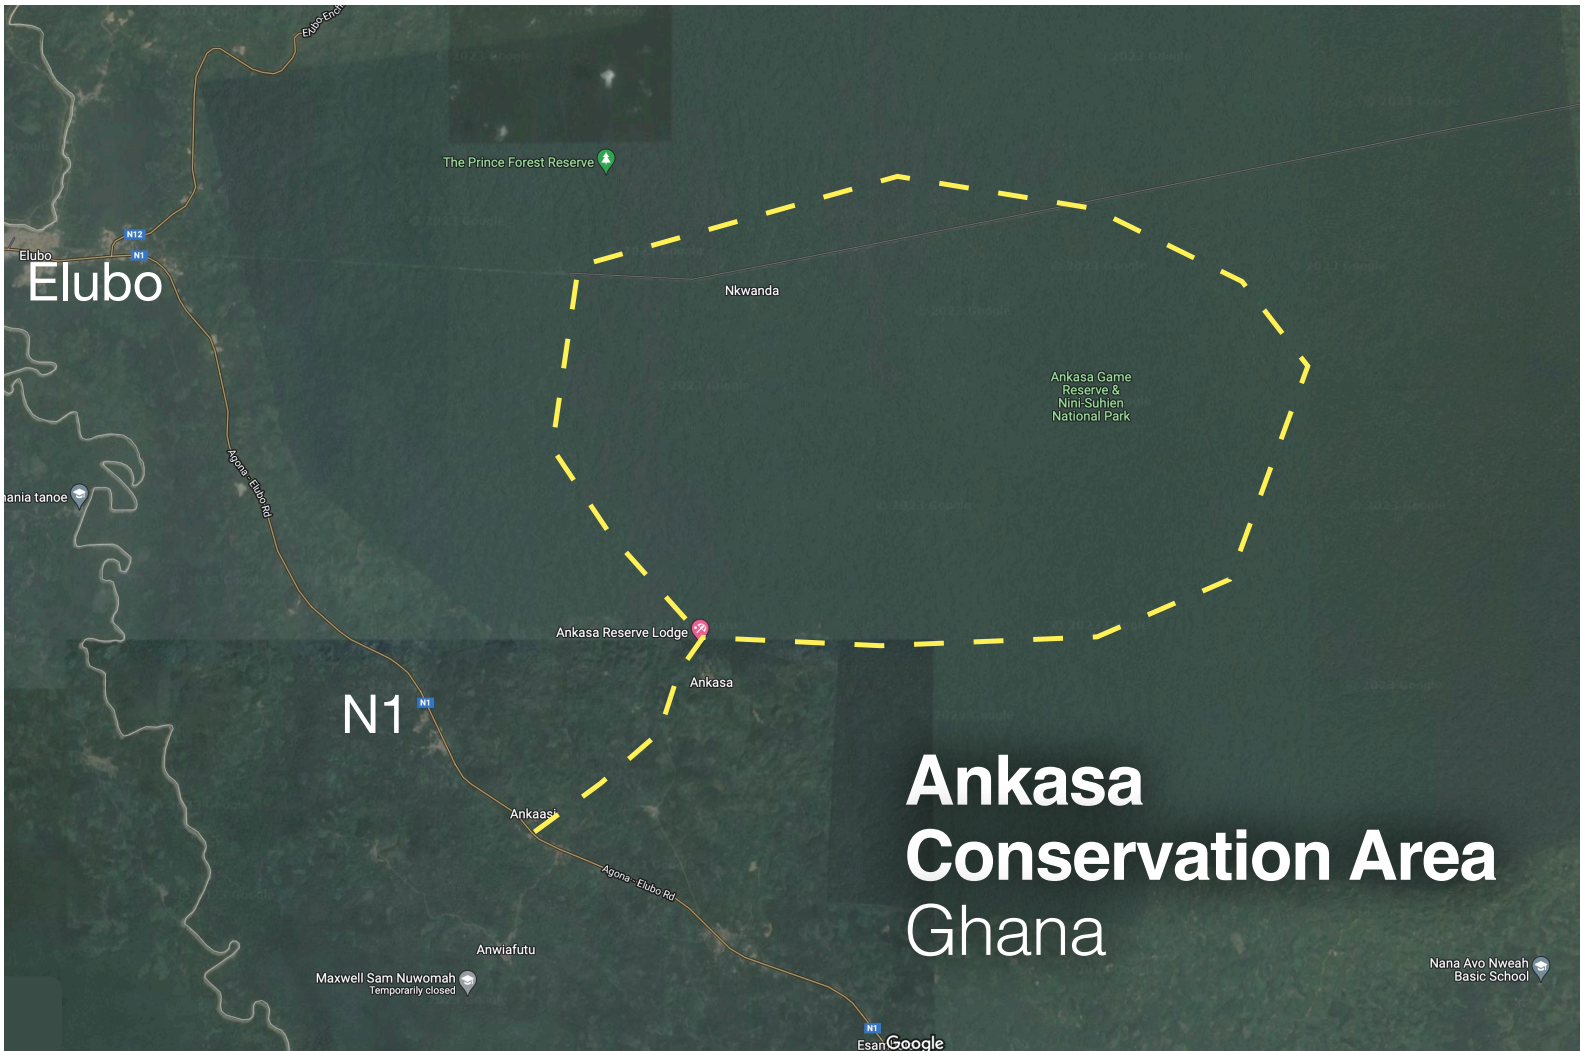 Elubo-Ench
The Prince Forest Reserve
N12
N1
Elubo
Elubo
Nkwanda
Ankasa Game
Reserve &
Nini-Suhien
National Park
Agona - Elubo Rd
Ankasa Reserve Lodge
Ankasa
N1
N1
Ankaasi
Agona - Elubo Rd
Ankasa
Conservation Area
Ghana
Anwiafutu
Maxwell Sam Nuwomah
Temporarily closed
Nana Avo Nweah
Basic School
N1
Google
ania tanoe